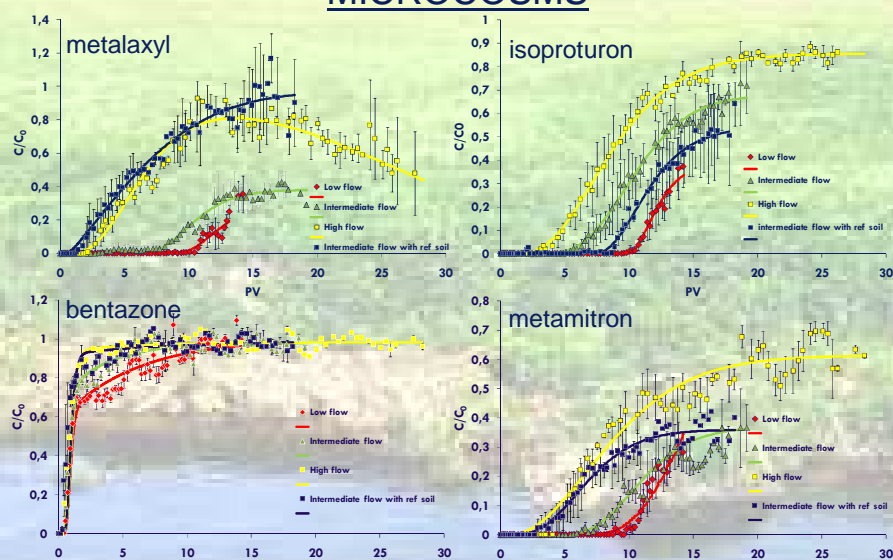 MICROCOSMS
metalaxyl
1,4
1,2
1
0,8
0,6
0,4
0,2
0
C/C0
0
5
10
15
20
25
30
PV
Low flow
Intermediate flow
High flow
Intermediate flow with ref soil
isoproturon
1
0,9
0,8
0,7
0,6
0,5
0,4
0,3
0,2
0,1
0
C/C0
0
5
10
15
20
25
30
PV
Low flow
Intermediate flow
High flow
intermediate flow with ref soil
bentazone
1,2
1
0,8
0,6
0,4
0,2
0
C/C0
0
5
10
15
20
25
30
Low flow
Intermediate flow
High flow
Intermediate flow with ref soil
metamitron
0,8
0,7
0,6
0,5
0,4
0,3
0,2
0,1
0
C/C0
0
5
10
15
20
25
30
Low flow
Intermediate flow
High flow
Intermediate flow with ref soil